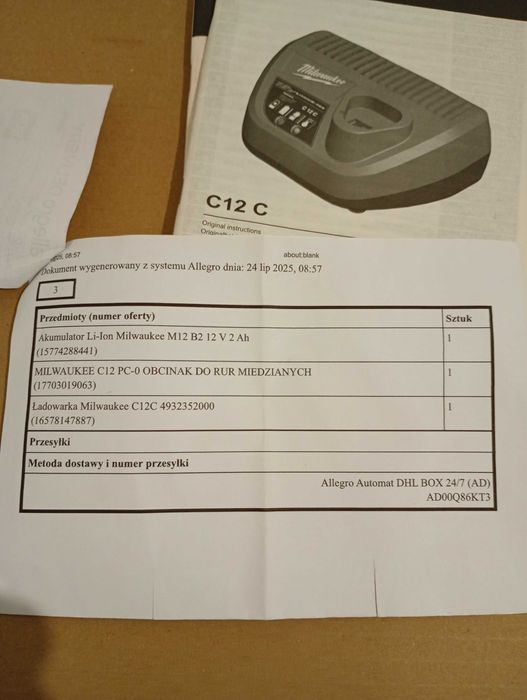 Milwaukee
C12 C
C12 C
Original instructions
08:57
about:blank
Dokument wygenerowany z systemu Allegro dnia: 24 lip 2025, 08:57
3
Przedmioty (numer oferty)
Sztuk
Akumulator Li-Ion Milwaukee M12 B2 12 V 2 Ah
1
(15774288441)
MILWAUKEE C12 PC-0 OBCINAK DO RUR MIEDZIANYCH
1
(17703019063)
Ładowarka Milwaukee C12C 4932352000
1
(16578147887)
Przesyłki
Metoda dostawy i numer przesyłki
Allegro Automat DHL BOX 24/7 (AD)
AD00Q86KT3